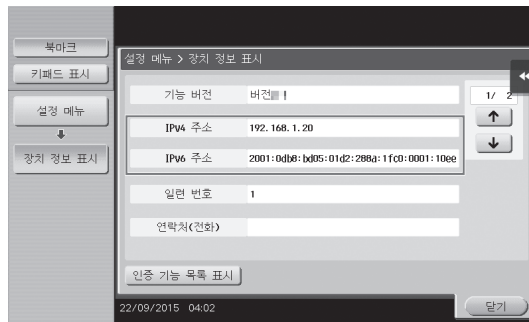 북마크
키패드 표시
설정 메뉴
장치 정보 표시
설정 메뉴 > 장치 정보 표시
기능 버전 버전 !
IPv4 주소 192.168.1.20
IPv6 주소 2001:0db8:bd05:01d2:288a:1fc0:0001:10ee
일련 번호 1
연락처(전화)
1/ 2
인증 기능 목록 표시
22/09/2015 04:02
닫기